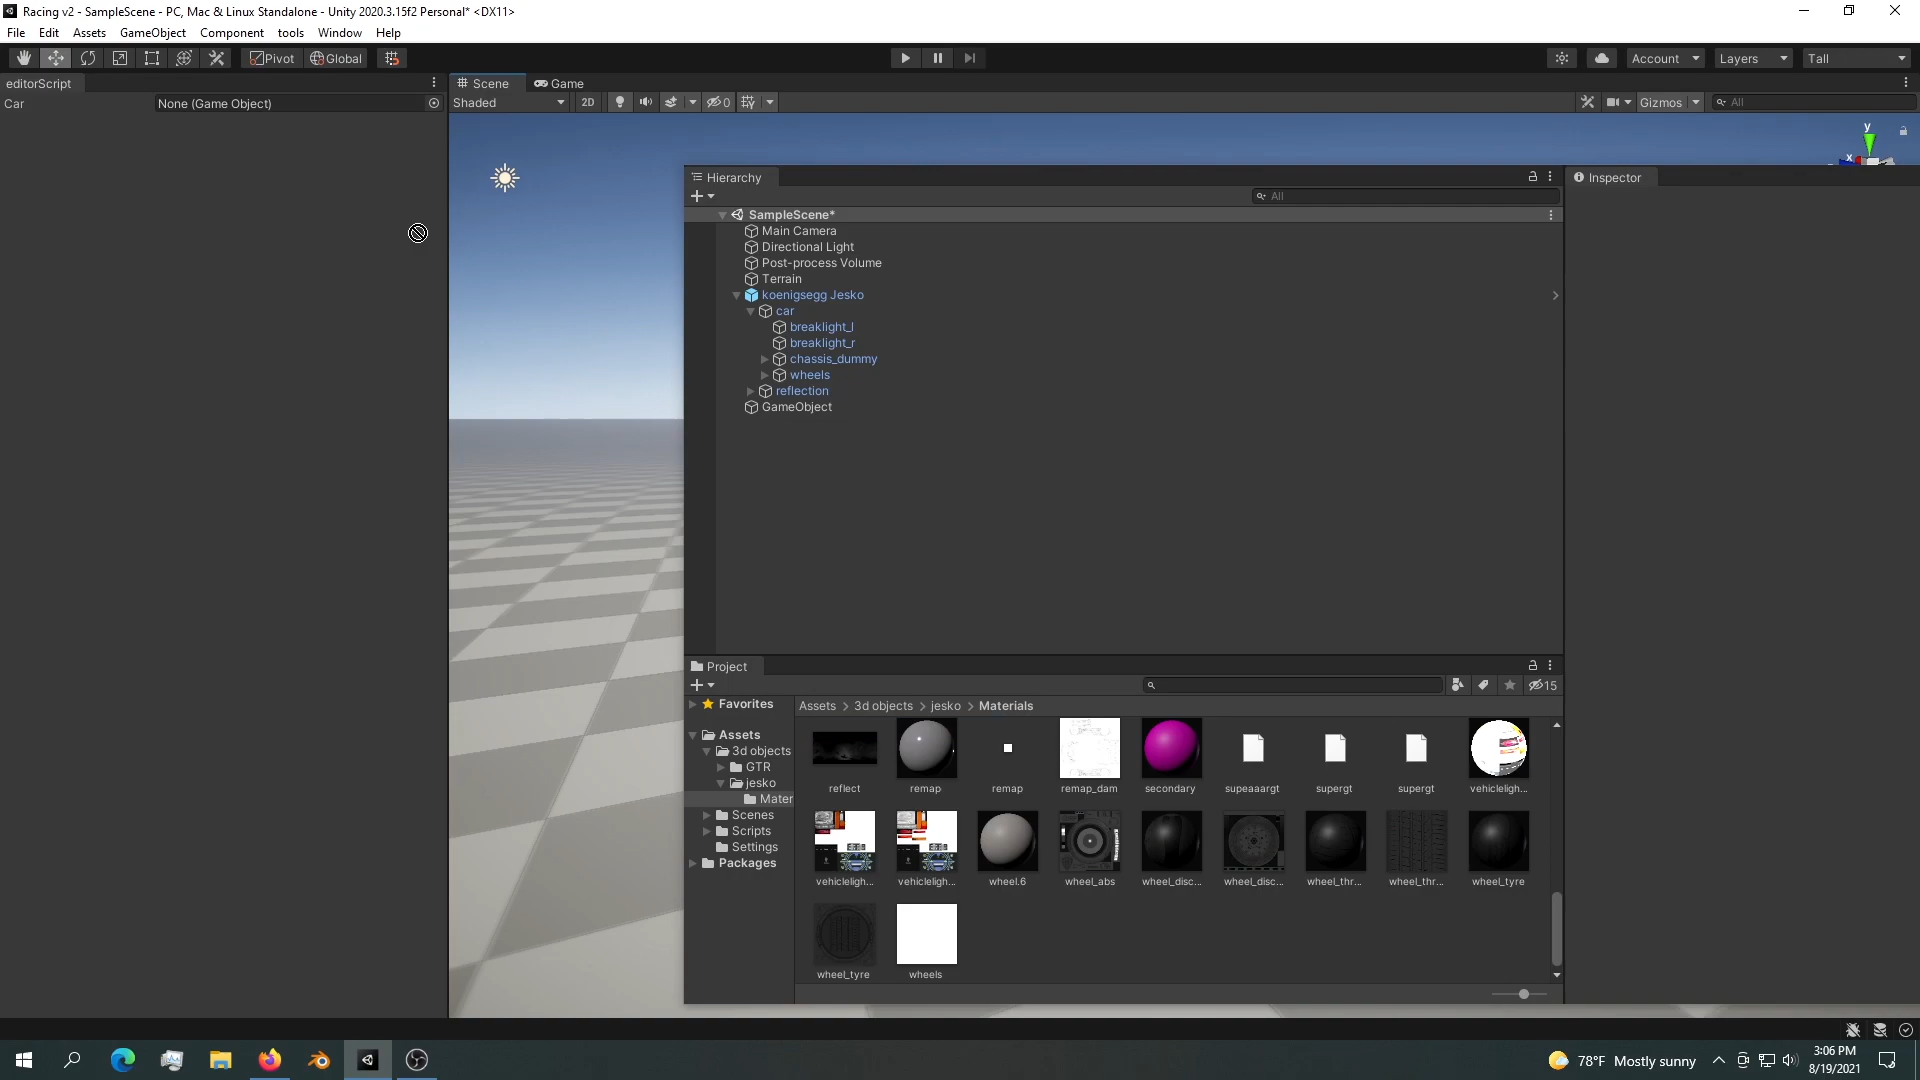 Racing v2 - SampleScene - PC, Mac & Linux Standalone - Unity 2020.3.15f2 Personal* <DX11>
File Edit Assets GameObject Component tools Window Help
Pivot Global Account Layers Tall
editorScript Scene Game
Car None (Game Object) Shaded 2D 0 Gizmos All
y
x
Hierarchy Inspector
All
SampleScene*
Main Camera
Directional Light
Post-process Volume
Terrain
koenigsegg Jesko
car
breaklight_l
breaklight_r
chassis_dummy
wheels
reflection
GameObject
Project
15
Favorites
Assets > 3d objects > jesko > Materials
Assets
3d objects
GTR
jesko
Mater
Scenes
Scripts
Settings
Packages
reflect remap remap remap_dam secondary supeaaargt supergt supergt vehicleligh...
vehicleligh... vehicleligh... wheel.6 wheel_abs wheel_disc... wheel_disc... wheel_thr... wheel_thr... wheel_tyre
wheel_tyre wheels
78°F Mostly sunny
3:06 PM
8/19/2021